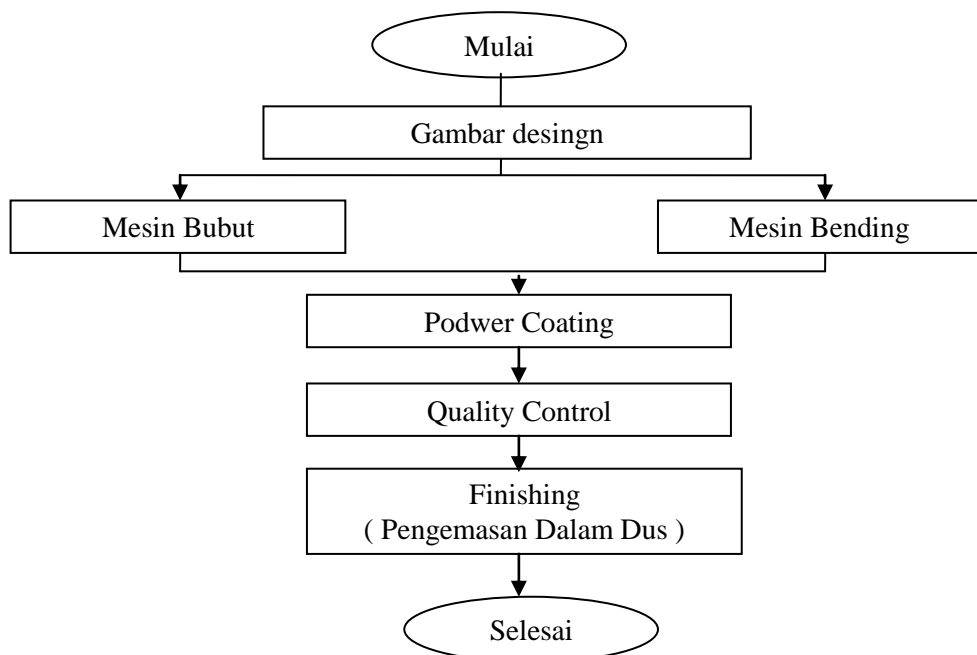 Mulai
Gambar desingn
Mesin Bubut
Mesin Bending
Podwer Coating
Quality Control
Finishing
( Pengemasan Dalam Dus )
Selesai